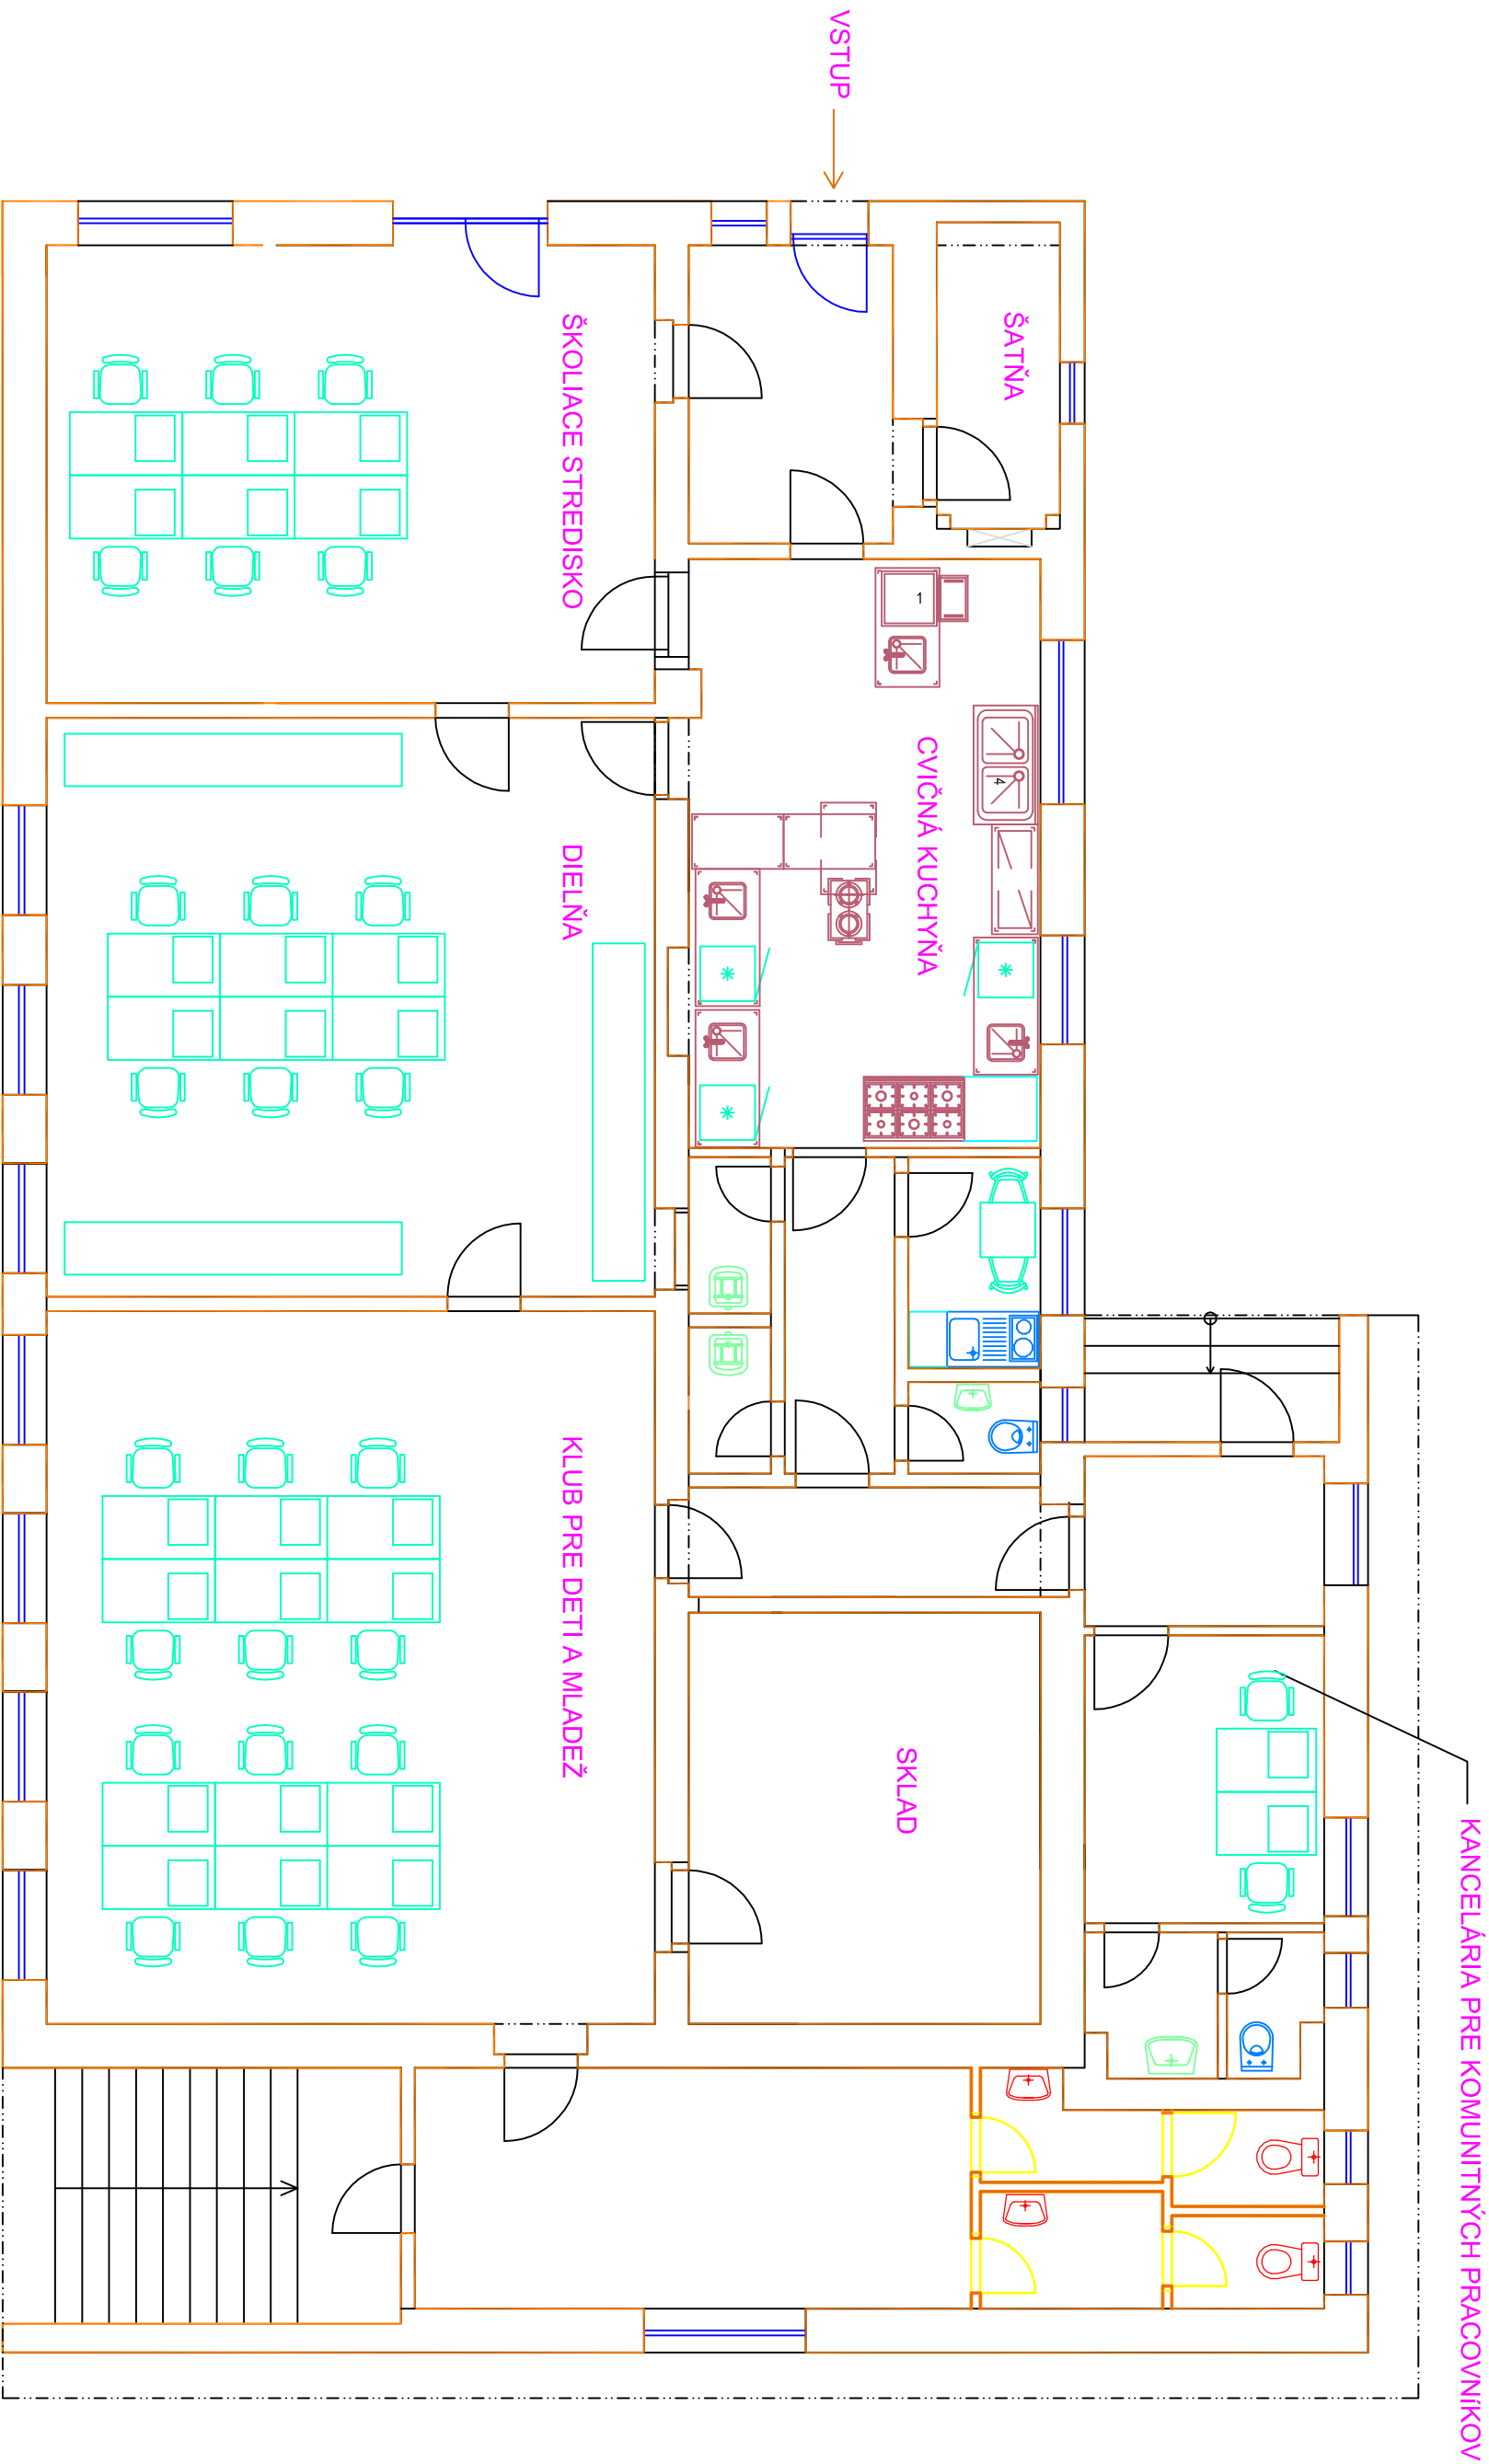 VSTUP
ŠATŇA
ŠKOLIACE STREDISKO
CVIČNÁ KUCHYŇA
1
4
DIELŇA
KLUB PRE DETI A MLADEŽ
SKLAD
KANCELÁRIA PRE KOMUNITNÝCH PRACOVNíKOV